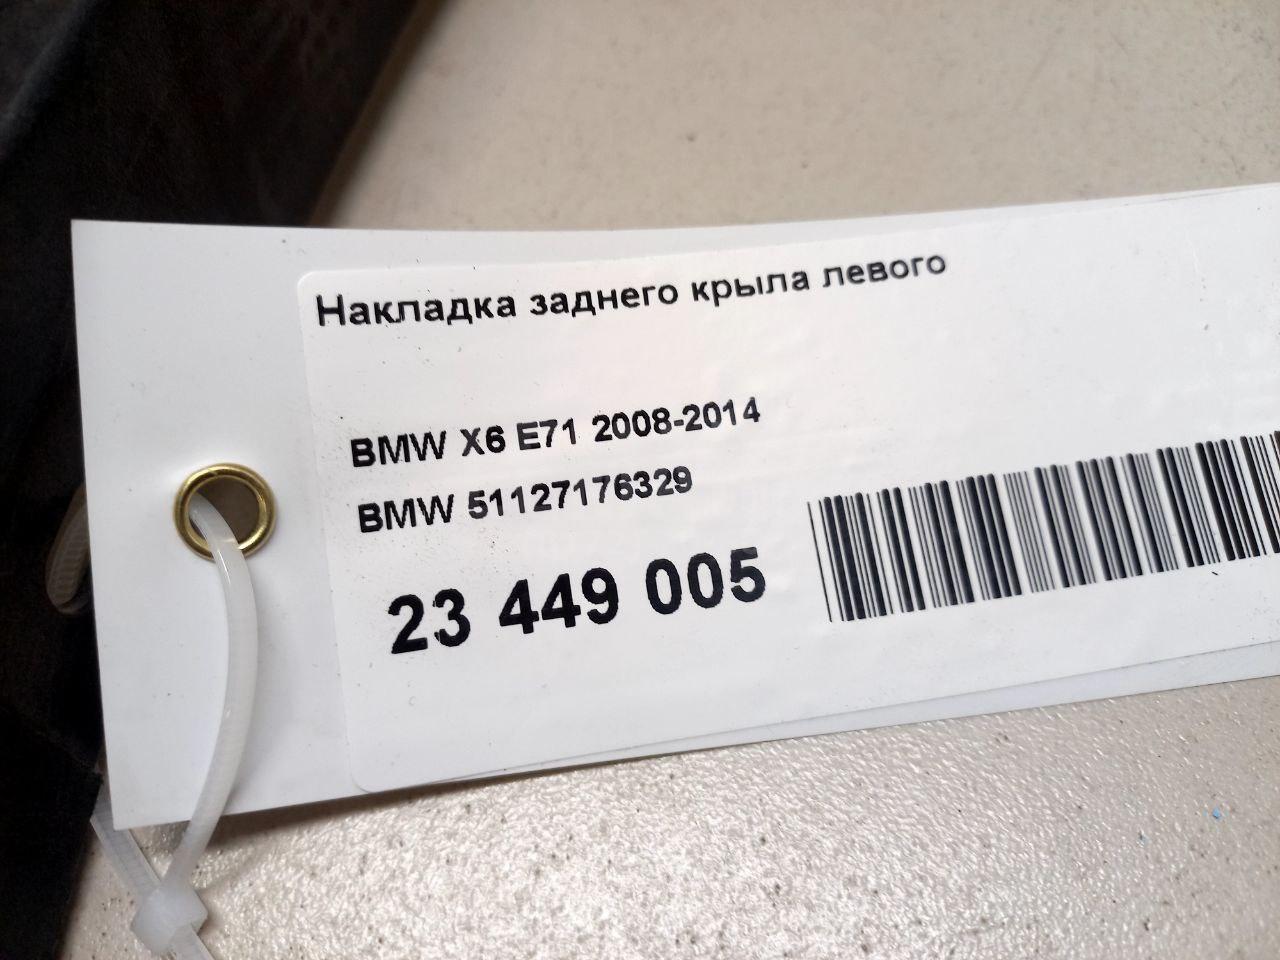 Накладка заднего крыла левого
BMW X6 E71 2008-2014
BMW 51127176329
23 449 005